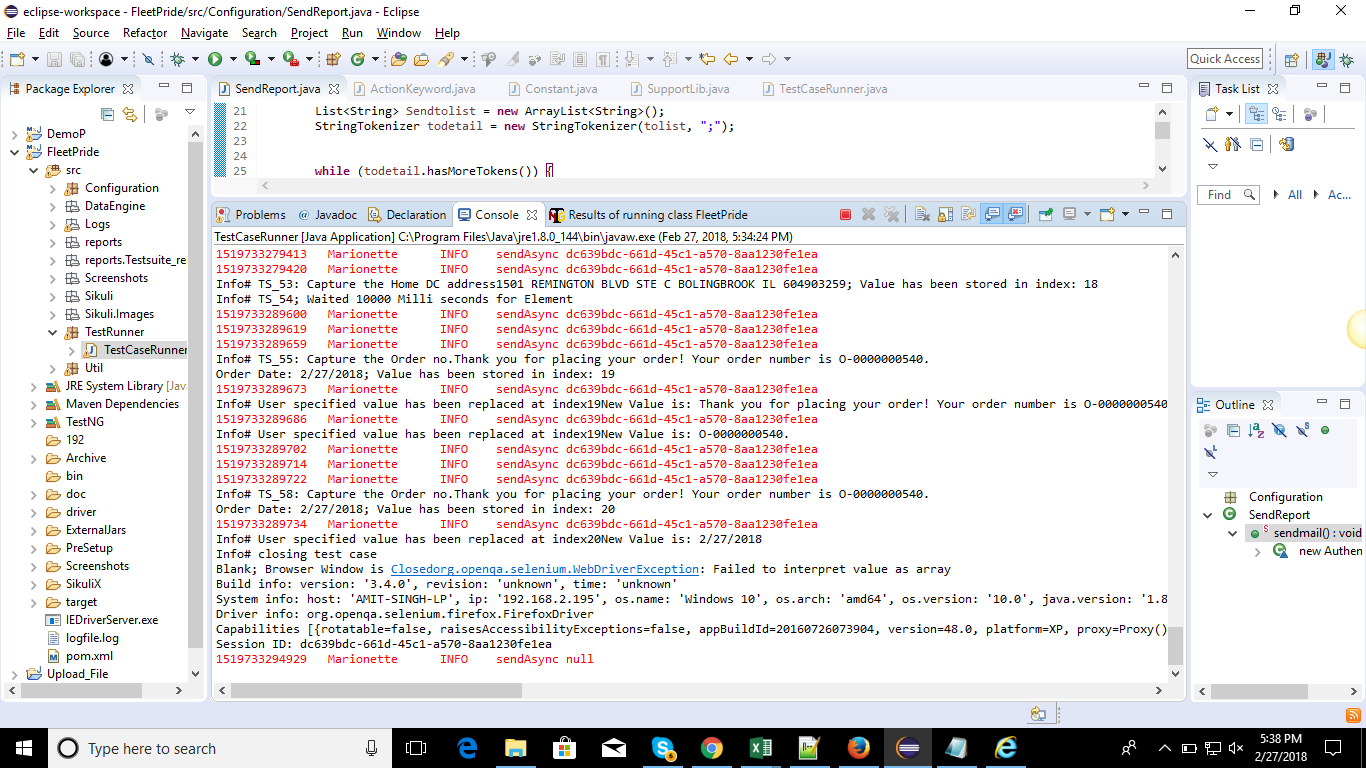 eclipse-workspace - FleetPride/src/Configuration/SendReport.java - Eclipse
File Edit Source Refactor Navigate Search Project Run Window Help
Quick Access
Package Explorer
DemoP
FleetPride
src
Configuration
DataEngine
Logs
reports
reports.Testsuite_re
Screenshots
Sikuli
Sikuli.Images
TestRunner
TestCaseRunner
Util
JRE System Library [Jav
Maven Dependencies
TestNG
192
Archive
bin
doc
driver
ExternalJars
PreSetup
Screenshots
SikuliX
target
IEDriverServer.exe
logfile.log
pom.xml
Upload_File
SendReport.java ActionKeyword.java Constant.java SupportLib.java TestCaseRunner.java
21 List<String> Sendtolist = new ArrayList<String>();
22 StringTokenizer todetail = new StringTokenizer(tolist, ";");
23
24
25 while (todetail.hasMoreTokens()) {
Problems @ Javadoc Declaration Console Results of running class FleetPride
TestCaseRunner [Java Application] C:\Program Files\Java\jre1.8.0_144\bin\javaw.exe (Feb 27, 2018, 5:34:24 PM)
1519733279413 Marionette INFO sendAsync dc639bdc-661d-45c1-a570-8aa1230fe1ea
1519733279420 Marionette INFO sendAsync dc639bdc-661d-45c1-a570-8aa1230fe1ea
Info# TS_53: Capture the Home DC address1501 REMINGTON BLVD STE C BOLINGBROOK IL 604903259; Value has been stored in index: 18
Info# TS_54; Waited 10000 Milli seconds for Element
1519733289600 Marionette INFO sendAsync dc639bdc-661d-45c1-a570-8aa1230fe1ea
1519733289619 Marionette INFO sendAsync dc639bdc-661d-45c1-a570-8aa1230fe1ea
1519733289659 Marionette INFO sendAsync dc639bdc-661d-45c1-a570-8aa1230fe1ea
Info# TS_55: Capture the Order no.Thank you for placing your order! Your order number is O-0000000540.
Order Date: 2/27/2018; Value has been stored in index: 19
1519733289673 Marionette INFO sendAsync dc639bdc-661d-45c1-a570-8aa1230fe1ea
Info# User specified value has been replaced at index19New Value is: Thank you for placing your order! Your order number is O-0000000540
1519733289686 Marionette INFO sendAsync dc639bdc-661d-45c1-a570-8aa1230fe1ea
Info# User specified value has been replaced at index19New Value is: O-0000000540.
1519733289702 Marionette INFO sendAsync dc639bdc-661d-45c1-a570-8aa1230fe1ea
1519733289714 Marionette INFO sendAsync dc639bdc-661d-45c1-a570-8aa1230fe1ea
1519733289722 Marionette INFO sendAsync dc639bdc-661d-45c1-a570-8aa1230fe1ea
Info# TS_58: Capture the Order no.Thank you for placing your order! Your order number is O-0000000540.
Order Date: 2/27/2018; Value has been stored in index: 20
1519733289734 Marionette INFO sendAsync dc639bdc-661d-45c1-a570-8aa1230fe1ea
Info# User specified value has been replaced at index20New Value is: 2/27/2018
Info# closing test case
Blank; Browser Window is Closedorg.openqa.selenium.WebDriverException: Failed to interpret value as array
Build info: version: '3.4.0', revision: 'unknown', time: 'unknown'
System info: host: 'AMIT-SINGH-LP', ip: '192.168.2.195', os.name: 'Windows 10', os.arch: 'amd64', os.version: '10.0', java.version: '1.8
Driver info: org.openqa.selenium.firefox.FirefoxDriver
Capabilities [{rotatable=false, raisesAccessibilityExceptions=false, appBuildId=20160726073904, version=48.0, platform=XP, proxy=Proxy()
Session ID: dc639bdc-661d-45c1-a570-8aa1230fe1ea
1519733294929 Marionette INFO sendAsync null
Task List
Find All Ac...
Outline
Configuration
SendReport
sendmail() : void
new Authen
Type here to search
5:38 PM
2/27/2018